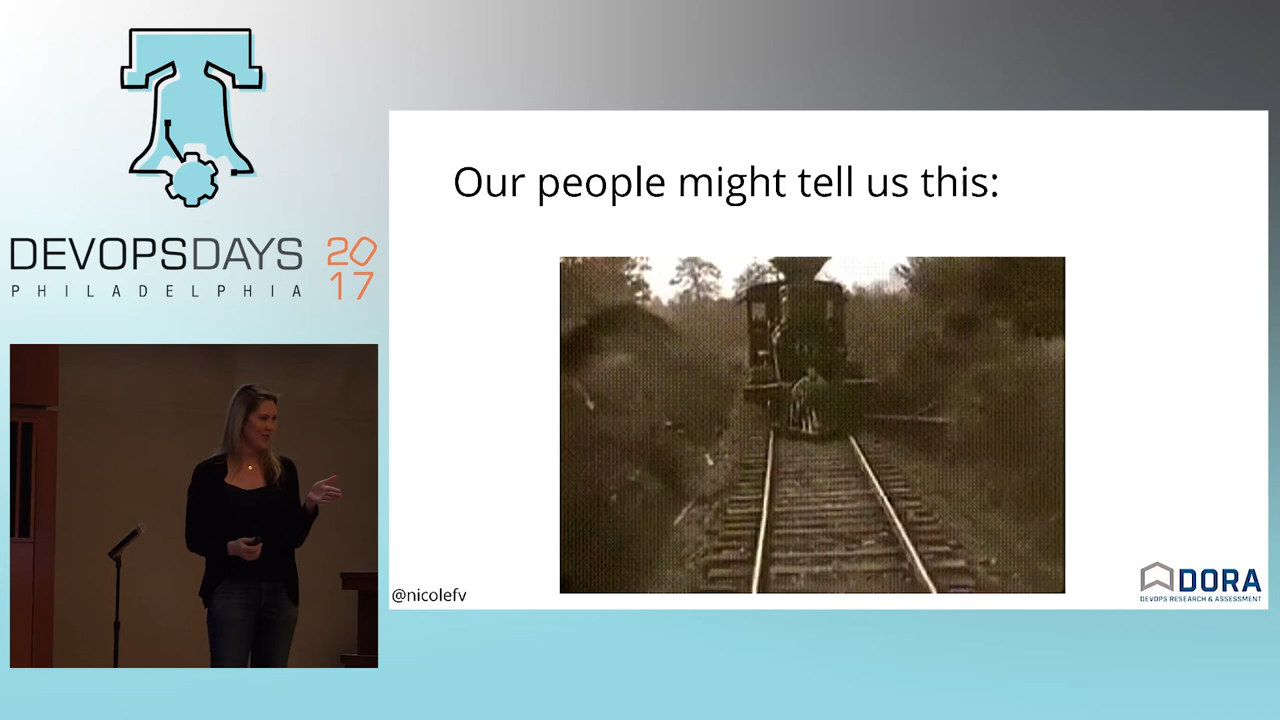 DEVOPSDAYS 2017
PHILADELPHIA
Our people might tell us this:
@nicolefv
DORA
DEVOPS RESEARCH & ASSESSMENT